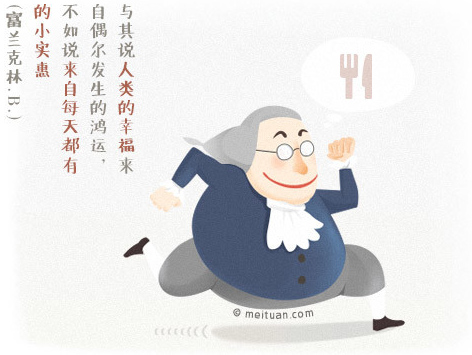 与其说人类的幸福来
自偶尔发生的鸿运，
不如说来自每天都有
的小实惠
(富兰克林.B.)
© meituan.com